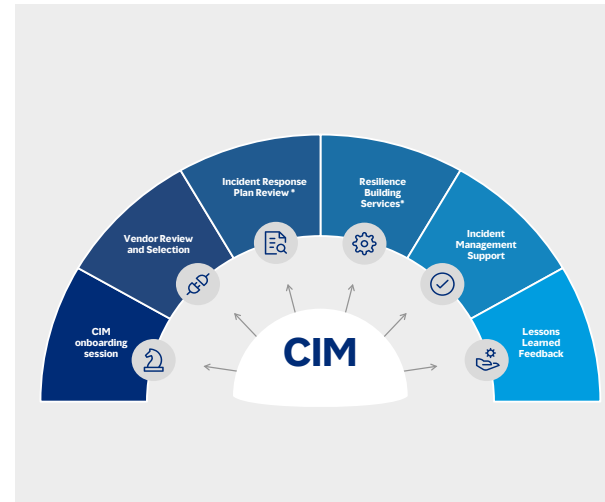 CIM
onboarding
session
Vendor Review
and Selection
Incident Response
Plan Review *
Resilience
Building
Services*
Incident
Management
Support
Lessons
Learned
Feedback
CIM